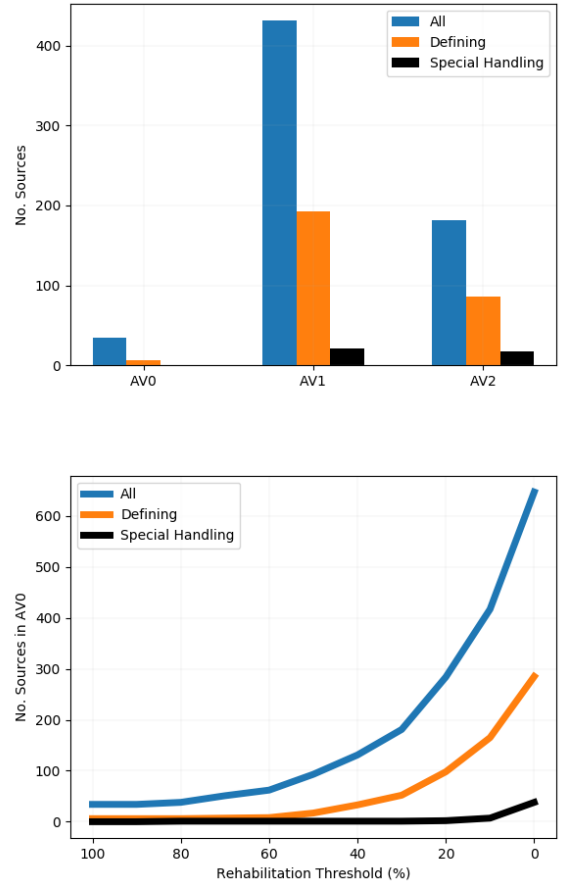 All
Defining
Special Handling
400
300
200
100
0
No. Sources
AV0 AV1 AV2
All
Defining
Special Handling
600
500
400
300
200
100
0
No. Sources in AV0
100 80 60 40 20 0
Rehabilitation Threshold (%)